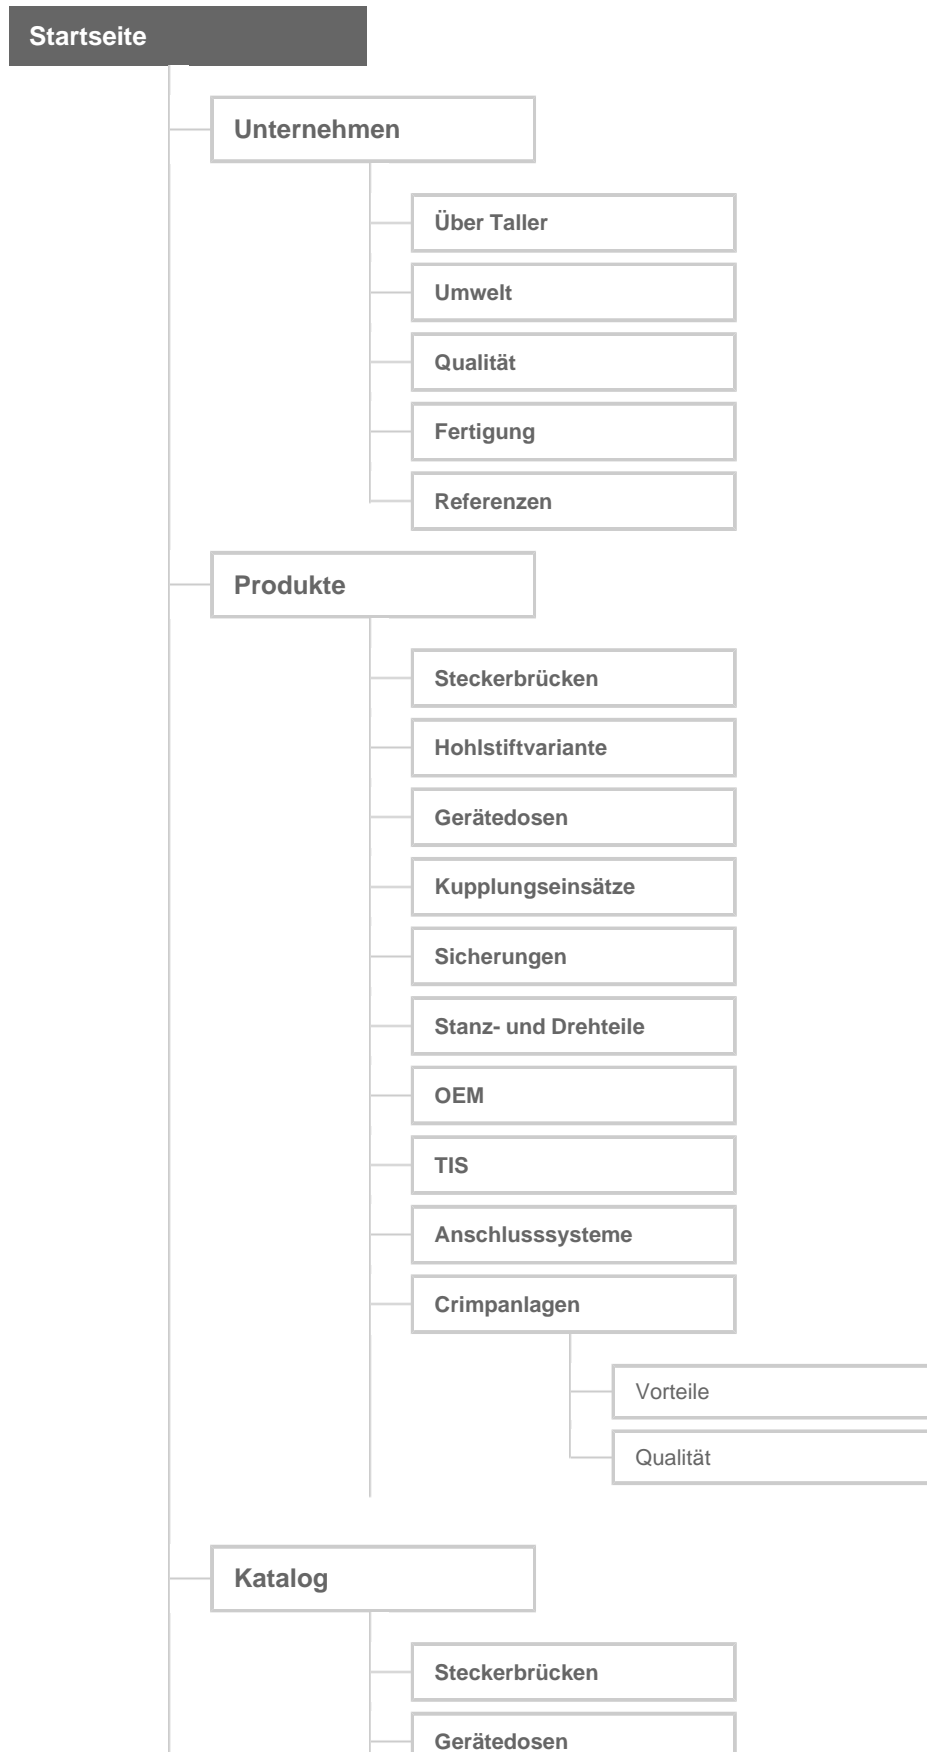 Startseite
Unternehmen
Über Taller
Umwelt
Qualität
Fertigung
Referenzen
Produkte
Steckerbrücken
Hohlstiftvariante
Gerätedosen
Kupplungseinsätze
Sicherungen
Stanz- und Drehteile
OEM
TIS
Anschlusssysteme
Crimpanlagen
Vorteile
Qualität
Katalog
Steckerbrücken
Gerätedosen